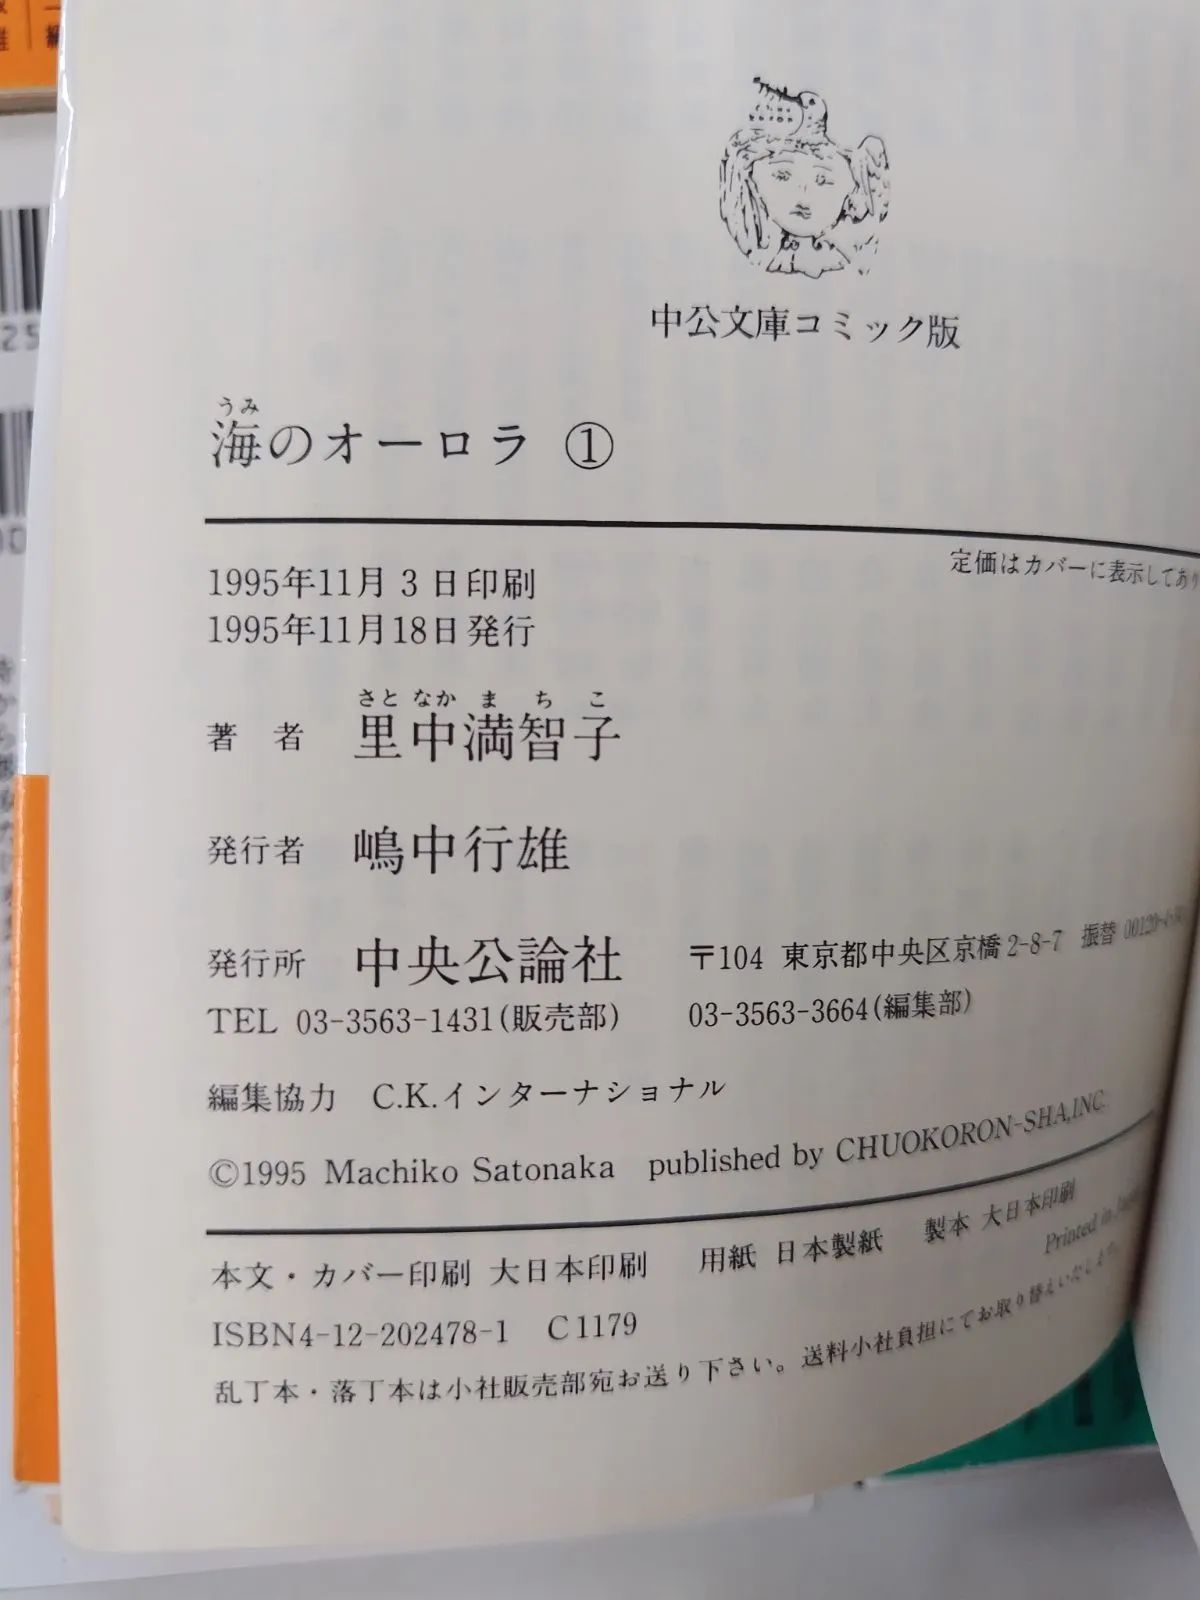 中公文庫コミック版
うみ
海のオーロラ ①
定価はカバーに表示してあり
1995年11月3日印刷
1995年11月18日発行
さと なか ま ち こ
著 者 里中満智子
発行者 嶋中行雄
発行所 中央公論社 〒104 東京都中央区京橋2-8-7 振替 00120-4-
TEL 03-3563-1431(販売部) 03-3563-3664(編集部)
編集協力 C.K.インターナショナル
©1995 Machiko Satonaka published by CHUOKORON-SHA,INC.
本文・カバー印刷 大日本印刷 用紙 日本製紙 製本 大日本印刷
Printed in
ISBN4-12-202478-1 C1179
乱丁本・落丁本は小社販売部宛お送り下さい。送料小社負担にてお取り替えいたします。